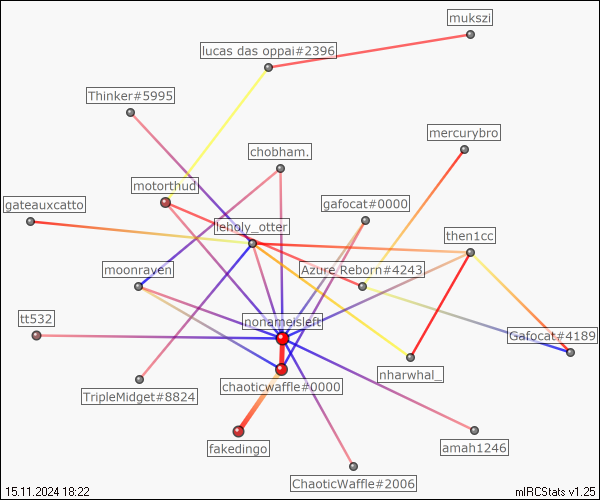 mukszi
lucas das oppai#2396
Thinker#5995
mercurybro
chobham.
motorthud
gateauxcatto
gafocat#0000
leholy_otter
then1cc
moonraven
Azure Reborn#4243
tt532
nonameisleft
Gafocat#4189
nharwhal_
chaoticwaffle#0000
TripleMidget#8824
fakedingo
amah1246
ChaoticWaffle#2006
15.11.2024 18:22
mIRCStats v1.25